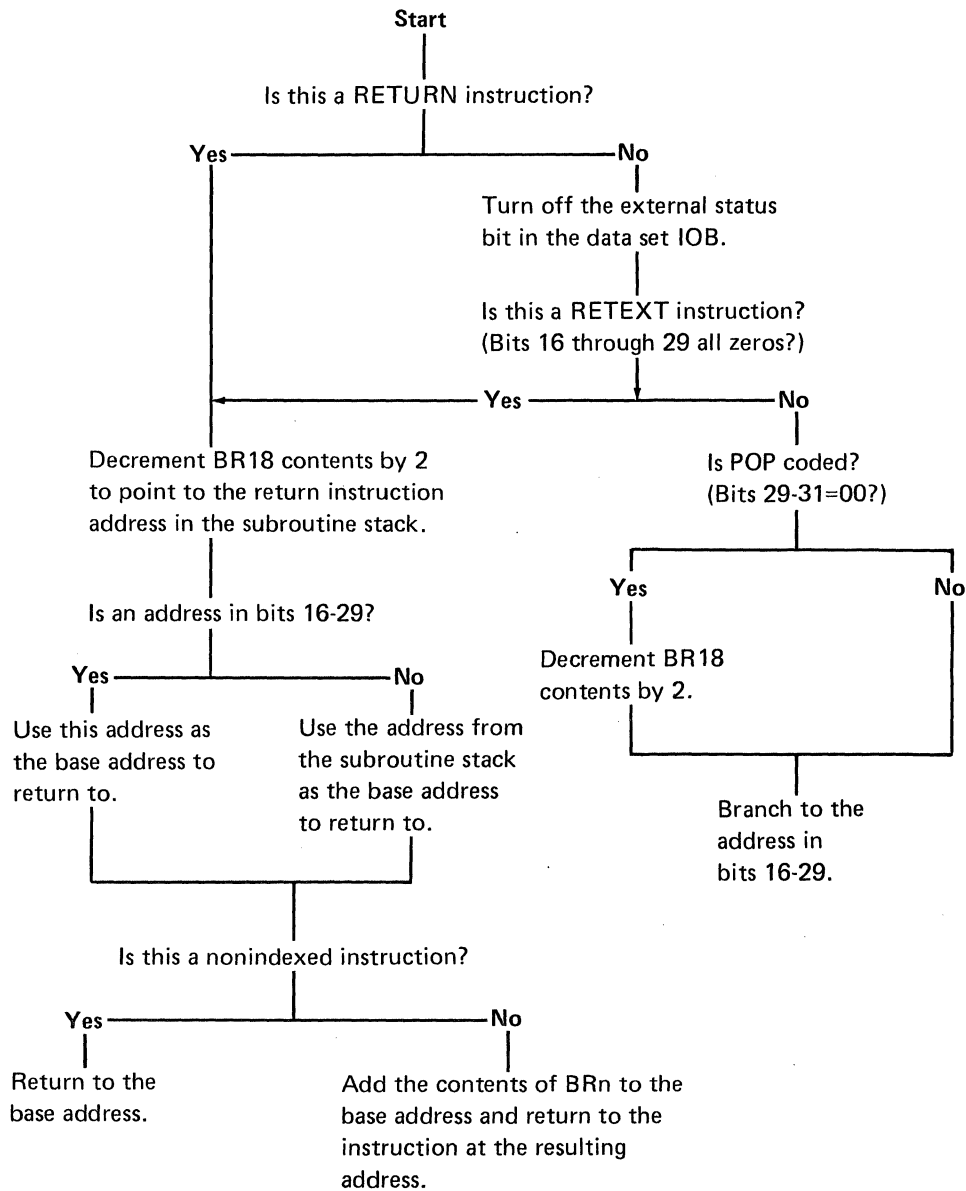 Start
Is this a RETURN instruction?
Yes
No
Turn off the external status
bit in the data set IOB.
Is this a RETEXT instruction?
(Bits 16 through 29 all zeros?)
Yes
No
Decrement BR18 contents by 2
to point to the return instruction
address in the subroutine stack.
Is POP coded?
(Bits 29-31=00?)
Yes
No
Is an address in bits 16-29?
Decrement BR18
contents by 2.
Yes
No
Use this address as
the base address to
return to.
Use the address from
the subroutine stack
as the base address
to return to.
Branch to the
address in
bits 16-29.
Is this a nonindexed instruction?
Yes
No
Return to the
base address.
Add the contents of BRn to the
base address and return to the
instruction at the resulting
address.